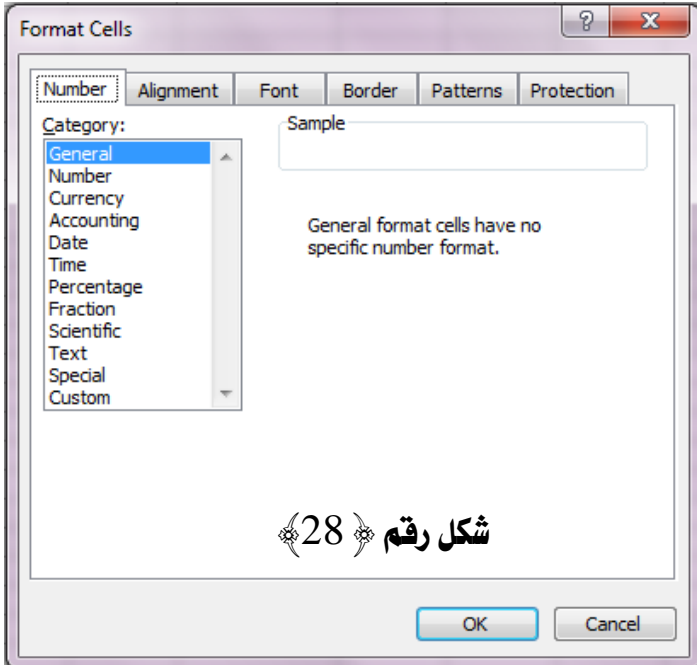 Format Cells
Number Alignment Font Border Patterns Protection
Category:
General
Number
Currency
Accounting
Date
Time
Percentage
Fraction
Scientific
Text
Special
Custom
Sample
General format cells have no
specific number format.
شكل رقم ﴿ 28﴾
OK Cancel